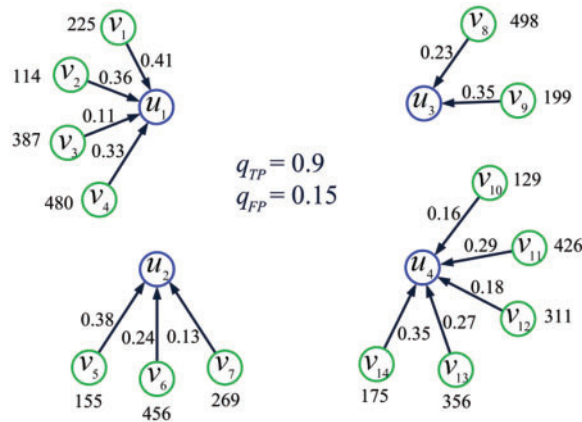 225 v₁
0.41
114 v₂ 0.36
u₁
0.11
387 v₃
0.33
480 v₄
v₈ 498
0.23
u₃ 0.35 v₉ 199
q_TP = 0.9
q_FP = 0.15
u₂
0.38 0.24 0.13
v₅ v₆ v₇
155 456 269
v₁₀ 129
0.16
0.29 v₁₁ 426
u₄
0.18
v₁₂ 311
0.35 0.27
v₁₄ v₁₃
175 356